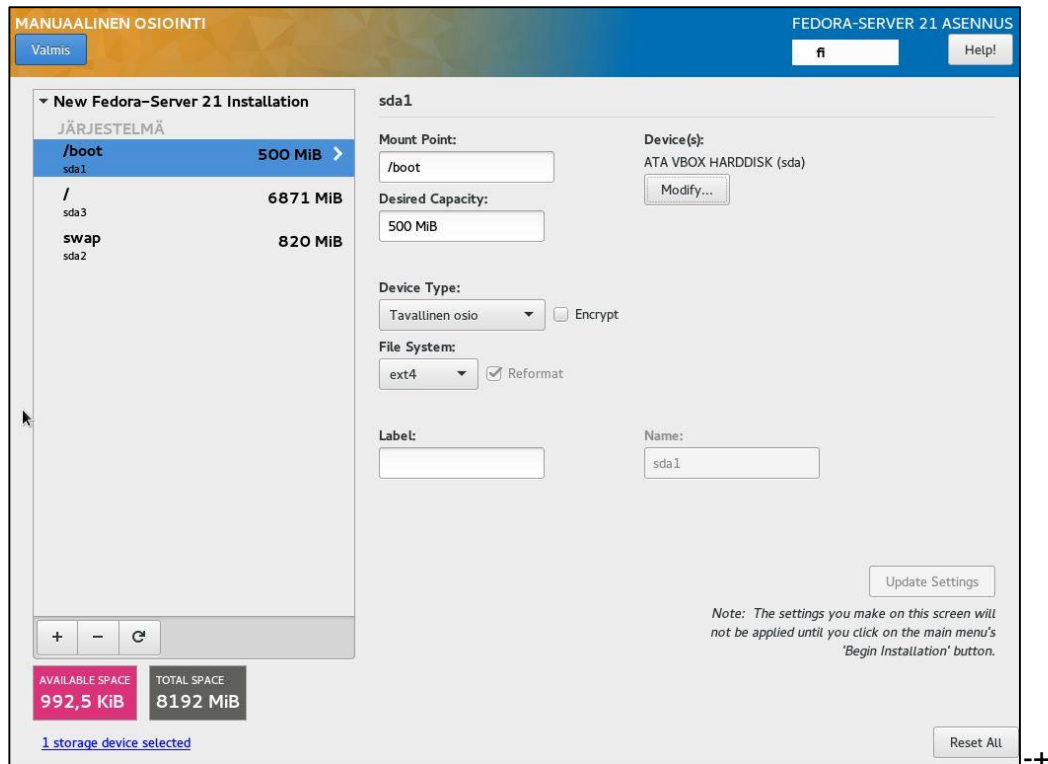 MANUAALINEN OSIOINTI
FEDORA-SERVER 21 ASENNUS
Valmis
fi
Help!
New Fedora-Server 21 Installation
JÄRJESTELMÄ
/boot
500 MiB
sda1
/
6871 MiB
sda3
swap
820 MiB
sda2
sda1
Mount Point:
/boot
Device(s):
ATA VBOX HARDDISK (sda)
Modify...
Desired Capacity:
500 MiB
Device Type:
Tavallinen osio
Encrypt
File System:
ext4
Reformat
Label:
Name:
sda1
Update Settings
Note: The settings you make on this screen will
not be applied until you click on the main menu's
'Begin Installation' button.
+ −
AVAILABLE SPACE
992,5 KiB
TOTAL SPACE
8192 MiB
1 storage device selected
Reset All
-+